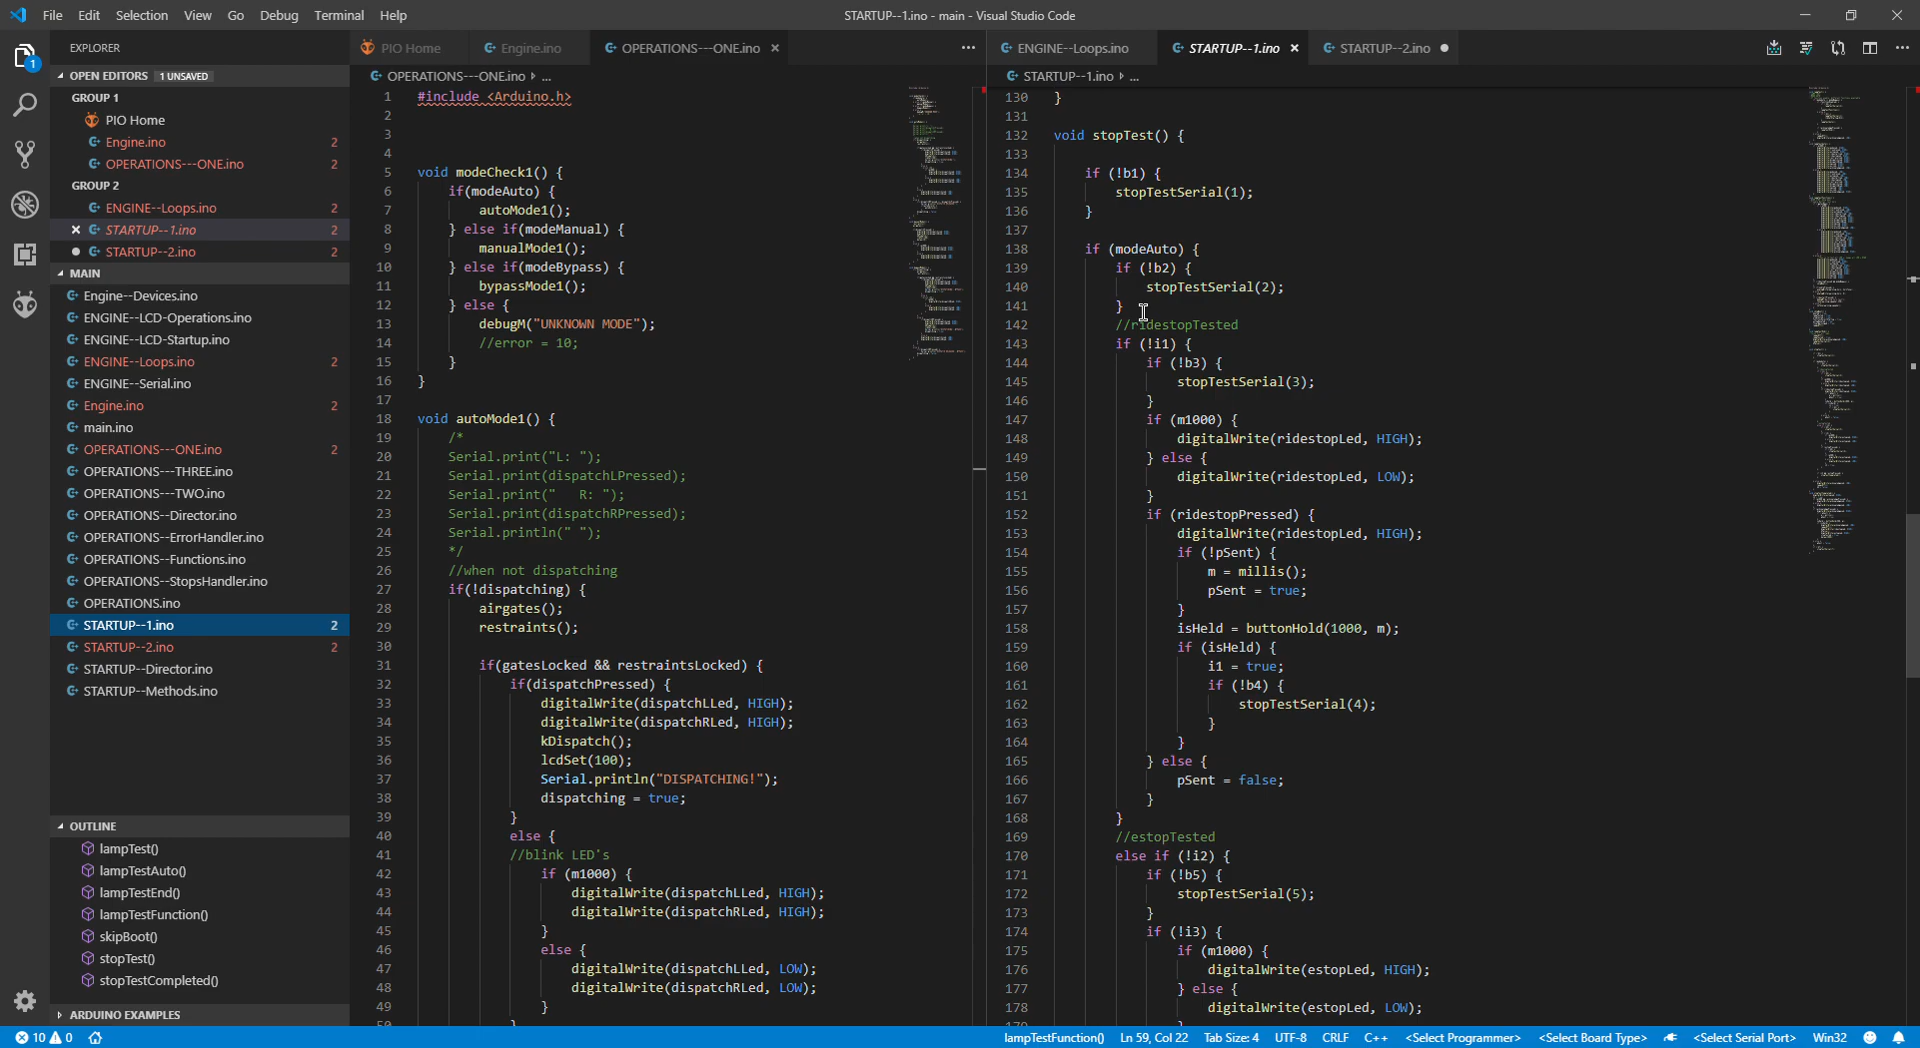 File Edit Selection View Go Debug Terminal Help
STARTUP--1.ino - main - Visual Studio Code
EXPLORER
OPEN EDITORS 1 UNSAVED
GROUP 1
PIO Home
Engine.ino 2
OPERATIONS---ONE.ino 2
GROUP 2
ENGINE--Loops.ino 2
STARTUP--1.ino 2
STARTUP--2.ino 2
MAIN
Engine--Devices.ino
ENGINE--LCD-Operations.ino
ENGINE--LCD-Startup.ino
ENGINE--Loops.ino 2
ENGINE--Serial.ino
Engine.ino 2
main.ino
OPERATIONS---ONE.ino 2
OPERATIONS---THREE.ino
OPERATIONS---TWO.ino
OPERATIONS--Director.ino
OPERATIONS--ErrorHandler.ino
OPERATIONS--Functions.ino
OPERATIONS--StopsHandler.ino
OPERATIONS.ino
STARTUP--1.ino 2
STARTUP--2.ino 2
STARTUP--Director.ino
STARTUP--Methods.ino
OUTLINE
lampTest()
lampTestAuto()
lampTestEnd()
lampTestFunction()
skipBoot()
stopTest()
stopTestCompleted()
ARDUINO EXAMPLES
PIO Home Engine.ino OPERATIONS---ONE.ino
OPERATIONS---ONE.ino ...
1 #include <Arduino.h>
2
3
4
5 void modeCheck1() {
6 if(modeAuto) {
7 autoMode1();
8 } else if(modeManual) {
9 manualMode1();
10 } else if(modeBypass) {
11 bypassMode1();
12 } else {
13 debugM("UNKNOWN MODE");
14 //error = 10;
15 }
16 }
17
18 void autoMode1() {
19 /*
20 Serial.print("L: ");
21 Serial.print(dispatchLPressed);
22 Serial.print("   R: ");
23 Serial.print(dispatchRPressed);
24 Serial.println(" ");
25 */
26 //when not dispatching
27 if(!dispatching) {
28 airgates();
29 restraints();
30
31 if(gatesLocked && restraintsLocked) {
32 if(dispatchPressed) {
33 digitalWrite(dispatchLLed, HIGH);
34 digitalWrite(dispatchRLed, HIGH);
35 kDispatch();
36 lcdSet(100);
37 Serial.println("DISPATCHING!");
38 dispatching = true;
39 }
40 else {
41 //blink LED's
42 if (m1000) {
43 digitalWrite(dispatchLLed, HIGH);
44 digitalWrite(dispatchRLed, HIGH);
45 }
46 else {
47 digitalWrite(dispatchLLed, LOW);
48 digitalWrite(dispatchRLed, LOW);
49 }
50 }
ENGINE--Loops.ino STARTUP--1.ino STARTUP--2.ino
STARTUP--1.ino ...
130 }
131
132 void stopTest() {
133
134 if (!b1) {
135 stopTestSerial(1);
136 }
137
138 if (modeAuto) {
139 if (!b2) {
140 stopTestSerial(2);
141 }
142 //ridestopTested
143 if (!i1) {
144 if (!b3) {
145 stopTestSerial(3);
146 }
147 if (m1000) {
148 digitalWrite(ridestopLed, HIGH);
149 } else {
150 digitalWrite(ridestopLed, LOW);
151 }
152 if (ridestopPressed) {
153 digitalWrite(ridestopLed, HIGH);
154 if (!pSent) {
155 m = millis();
156 pSent = true;
157 }
158 isHeld = buttonHold(1000, m);
159 if (isHeld) {
160 i1 = true;
161 if (!b4) {
162 stopTestSerial(4);
163 }
164 }
165 } else {
166 pSent = false;
167 }
168 }
169 //estopTested
170 else if (!i2) {
171 if (!b5) {
172 stopTestSerial(5);
173 }
174 if (!i3) {
175 if (m1000) {
176 digitalWrite(estopLed, HIGH);
177 } else {
178 digitalWrite(estopLed, LOW);
179 }
10 0 lampTestFunction() Ln 59, Col 22 Tab Size: 4 UTF-8 CRLF C++ <Select Programmer> <Select Board Type> <Select Serial Port> Win32